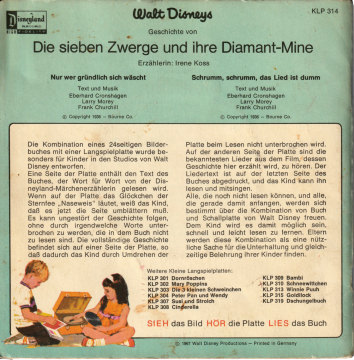 Disneyland
RECORD
Walt Disneys
KLP 314
Geschichte von
Die sieben Zwerge und ihre Diamant-Mine
Erzählerin: Irene Koss
Nur wer gründlich sich wäscht
Text und Musik
Eberhard Cronshagen
Larry Morey
Frank Churchill
© Copyright 1938 – Bourne Co.
Schrumm, schrumm, das Lied ist dumm
Text und Musik
Eberhard Cronshagen
Larry Morey
Frank Churchill
© Copyright 1938 – Bourne Co.
Die Kombination eines 24seitigen Bilder-
buches mit einer Langspielplatte wurde be-
sonders für Kinder in den Studios von Walt
Disney entworfen.
Eine Seite der Platte enthält den Text des
Buches, der Wort für Wort von der Dis-
neyland-Märchenerzählerin gelesen wird.
Wenn auf der Platte das Glöckchen der
Sternfee „Naseweis" läutet, weiß das Kind,
daß es jetzt die Seite umblättern muß.
Es kann ungestört der Geschichte folgen,
ohne durch irgendwelche Worte unter-
brochen zu werden, die in dem Buch nicht
zu lesen sind. Die vollständige Geschichte
befindet sich auf einer Seite der Platte, so
daß dadurch das Kind durch Umdrehen der
Platte beim Lesen nicht unterbrochen wird.
Auf der anderen Seite der Platte sind die
bekanntesten Lieder aus dem Film, dessen
Geschichte hier erzählt wird, zu hören. Der
Liedertext ist auf der letzten Seite des
Buches abgedruckt, und das Kind kann ihn
lesen und mitsingen.
Alle, die noch nicht lesen können, und alle,
die gerade damit anfangen, werden sich
bestimmt über die Kombination von Buch
und Schallplatte von Walt Disney freuen.
Dem Kind wird es damit möglich sein,
schnell und leicht lesen zu lernen. Eltern
werden diese Kombination als eine nütz-
liche Sache für die Unterhaltung und gleich-
zeitige Belehrung ihrer Kinder finden.
Weitere Kleine Langspielplatten:
KLP 301 Dornröschen
KLP 302 Mary Poppins
KLP 303 Die 3 kleinen Schweinchen
KLP 304 Peter Pan und Wendy
KLP 307 Susi und Strolch
KLP 308 Cinderella
KLP 309 Bambi
KLP 310 Schneewittchen
KLP 313 Winnie Puuh
KLP 315 Goldilock
KLP 319 Dschungelbuch
SIEH das Bild HÖR die Platte LIES das Buch
© 1967 Walt Disney Productions – Printed in Germany